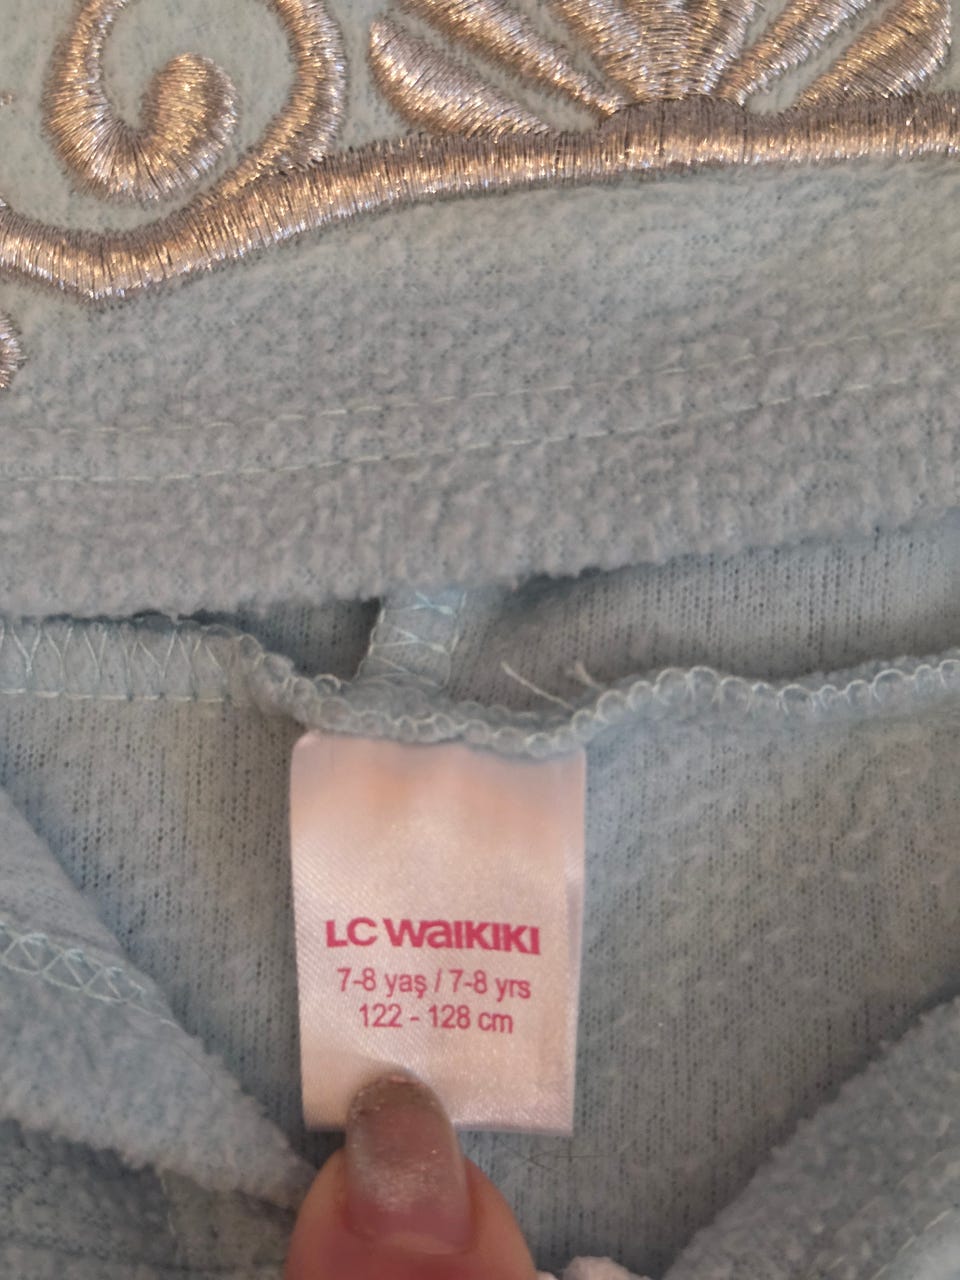 LC WAIKIKI
7-8 yaş / 7-8 yrs
122 - 128 cm